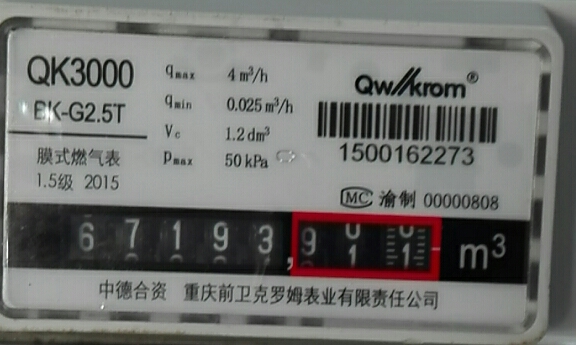 QK3000
BK-G2.5T
膜式燃气表
1.5级 2015
qmax 4 m³/h
qmin 0.025 m³/h
Vc 1.2 dm³
pmax 50 kPa
Qwkrom®
1500162273
MC 渝制 00000808
67193,911 m³
中德合资 重庆前卫克罗姆表业有限责任公司